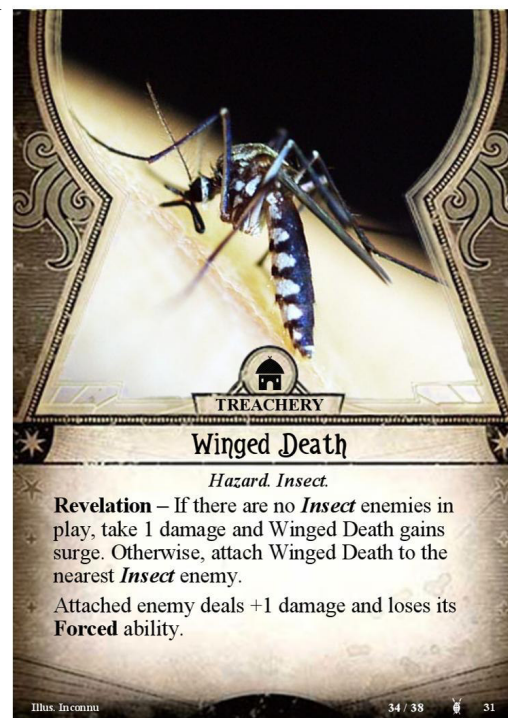 TREACHERY
Winged Death
Hazard. Insect.
Revelation – If there are no Insect enemies in
play, take 1 damage and Winged Death gains
surge. Otherwise, attach Winged Death to the
nearest Insect enemy.
Attached enemy deals +1 damage and loses its
Forced ability.
Illus. Inconnu
34 / 38
31